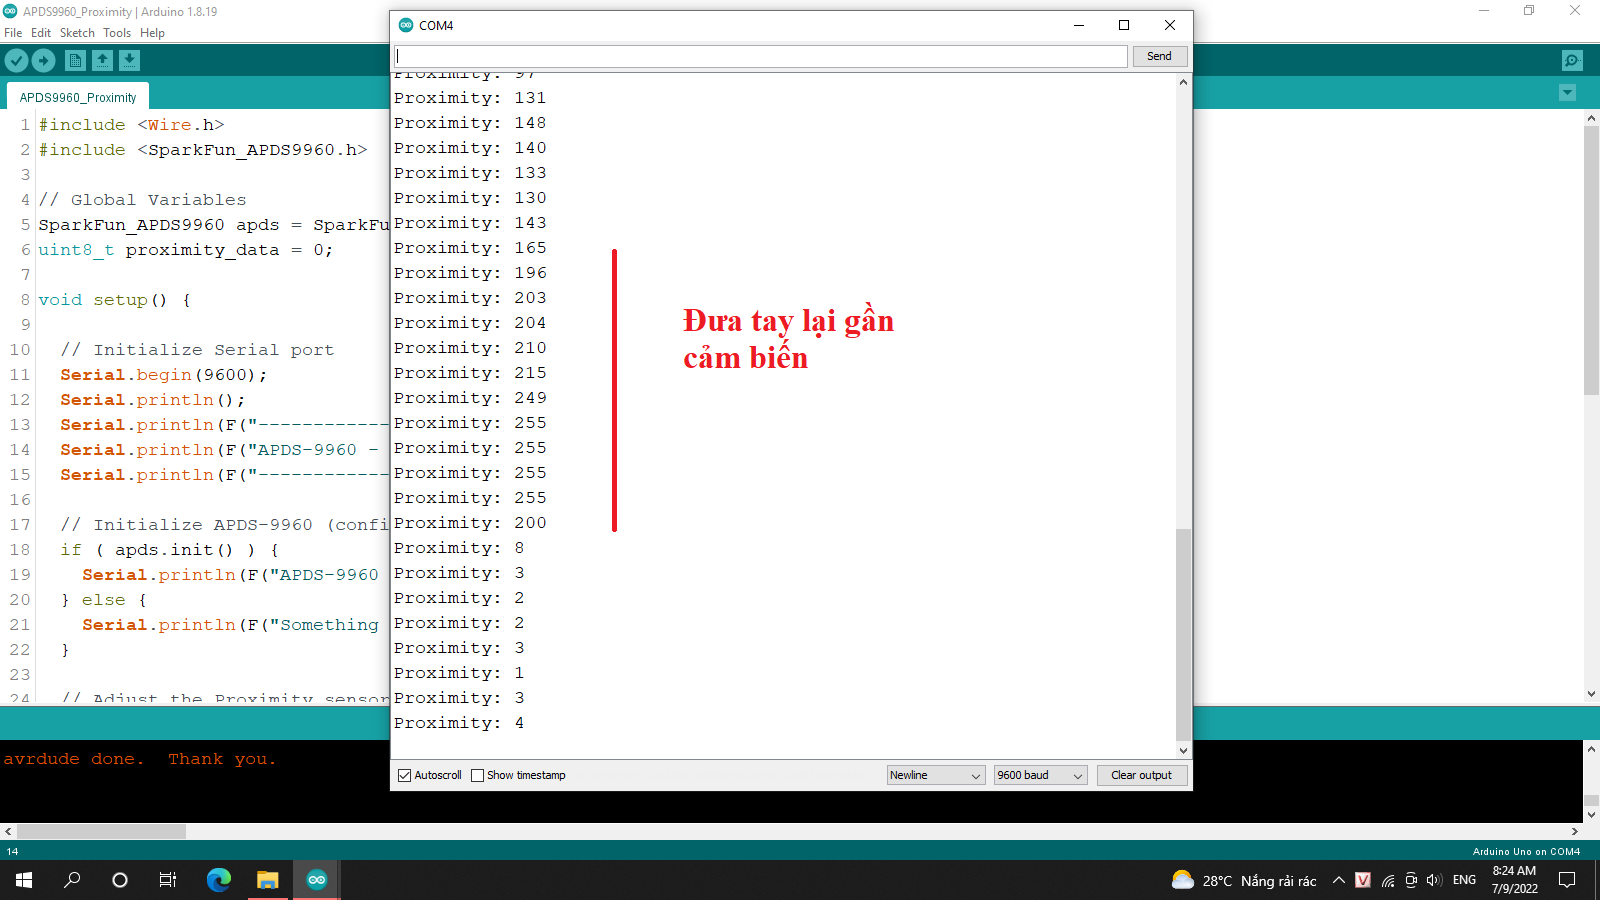 APDS9960_Proximity | Arduino 1.8.19
File Edit Sketch Tools Help
APDS9960_Proximity
1 #include <Wire.h>
2 #include <SparkFun_APDS9960.h>
3
4 // Global Variables
5 SparkFun_APDS9960 apds = SparkFu
6 uint8_t proximity_data = 0;
7
8 void setup() {
9
10 // Initialize Serial port
11 Serial.begin(9600);
12 Serial.println();
13 Serial.println(F("------------
14 Serial.println(F("APDS-9960 -
15 Serial.println(F("------------
16
17 // Initialize APDS-9960 (confi
18 if ( apds.init() ) {
19 Serial.println(F("APDS-9960
20 } else {
21 Serial.println(F("Something
22 }
23
24 // Adjust the Proximity sensor
COM4
Send
Proximity: 97
Proximity: 131
Proximity: 148
Proximity: 140
Proximity: 133
Proximity: 130
Proximity: 143
Proximity: 165
Proximity: 196
Proximity: 203
Proximity: 204
Proximity: 210
Proximity: 215
Proximity: 249
Proximity: 255
Proximity: 255
Proximity: 255
Proximity: 255
Proximity: 200
Proximity: 8
Proximity: 3
Proximity: 2
Proximity: 2
Proximity: 3
Proximity: 1
Proximity: 3
Proximity: 4
Đưa tay lại gần
cảm biến
Autoscroll Show timestamp Newline 9600 baud Clear output
avrdude done. Thank you.
14 Arduino Uno on COM4
28°C Nắng rải rác ENG 8:24 AM
7/9/2022